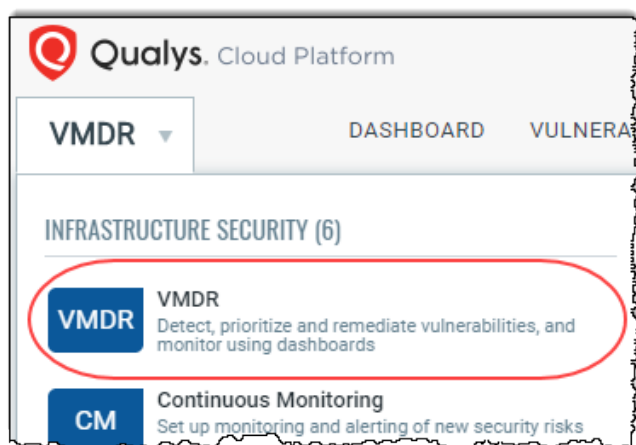 Qualys. Cloud Platform
VMDR
DASHBOARD VULNERA
INFRASTRUCTURE SECURITY (6)
VMDR
VMDR
Detect, prioritize and remediate vulnerabilities, and
monitor using dashboards
CM
Continuous Monitoring
Set up monitoring and alerting of new security risks